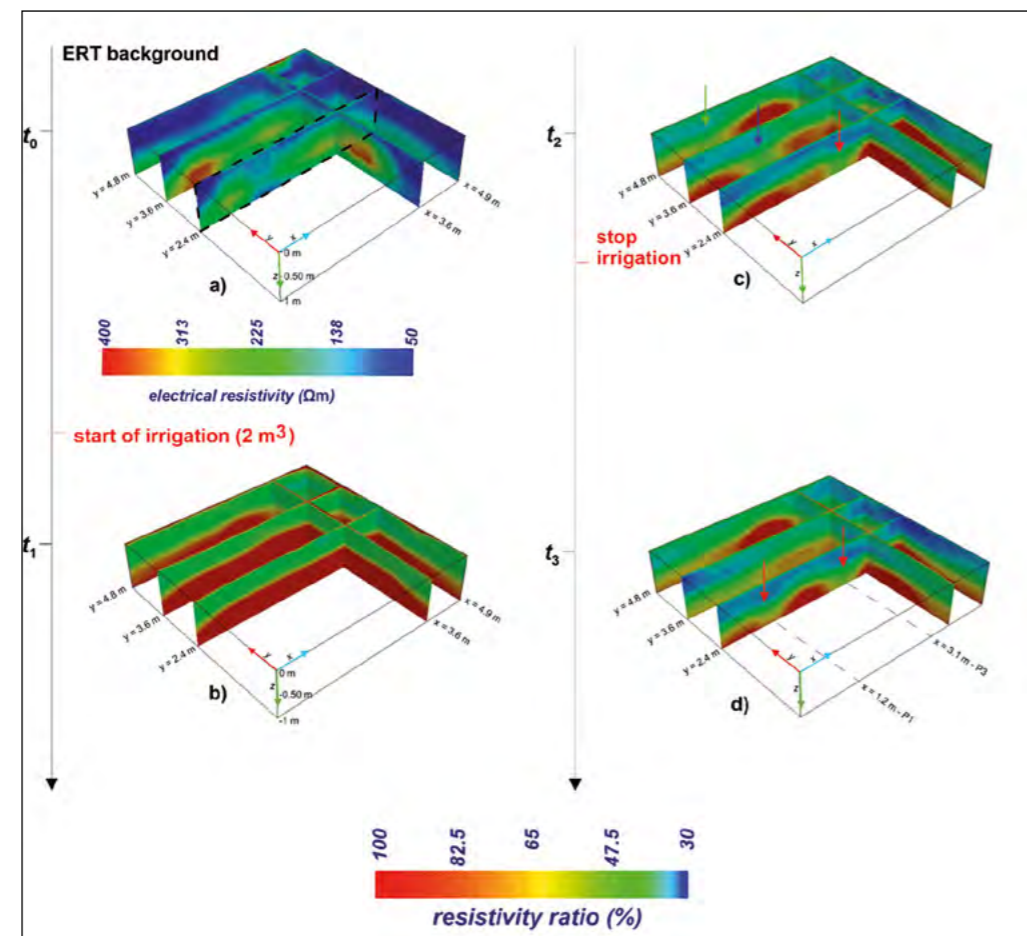 ERT background
t0
y = 4.8 m
y = 3.6 m
y = 2.4 m
x = 4.9 m
x = 3.6 m
y
x
z
0 m
-0.50 m
-1 m
a)
400
313
225
138
50
electrical resistivity (Ωm)
start of irrigation (2 m³)
t1
y = 4.8 m
y = 3.6 m
y = 2.4 m
x = 4.9 m
x = 3.6 m
y
x
z
0 m
-0.50 m
-1 m
b)
t2
y = 4.8 m
y = 3.6 m
y = 2.4 m
y
x
z
stop
irrigation
c)
t3
y = 4.8 m
y = 3.6 m
y = 2.4 m
y
x
z
x = 3.1 m - P3
x = 1.2 m - P1
d)
100
82.5
65
47.5
30
resistivity ratio (%)